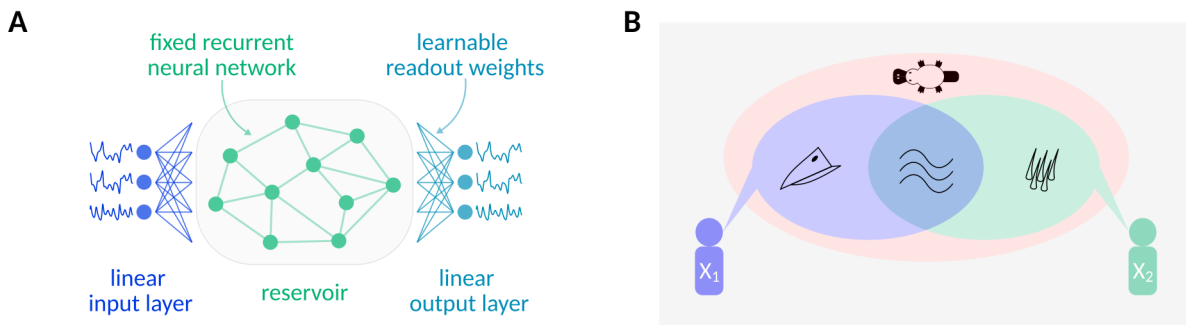 A
fixed recurrent
neural network
learnable
readout weights
linear
input layer
reservoir
linear
output layer
B
X1
X2